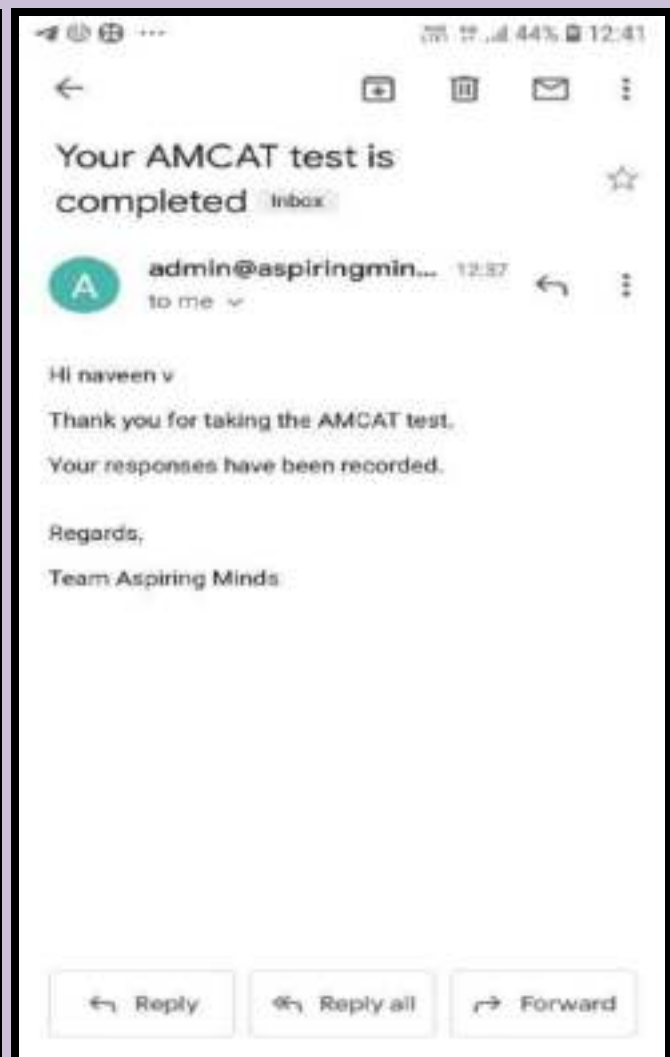 44% 12:41
Your AMCAT test is
completed Inbox
A
admin@aspiringmin... 12:37
to me
Hi naveen v
Thank you for taking the AMCAT test.
Your responses have been recorded.
Regards,
Team Aspiring Minds
Reply Reply all Forward